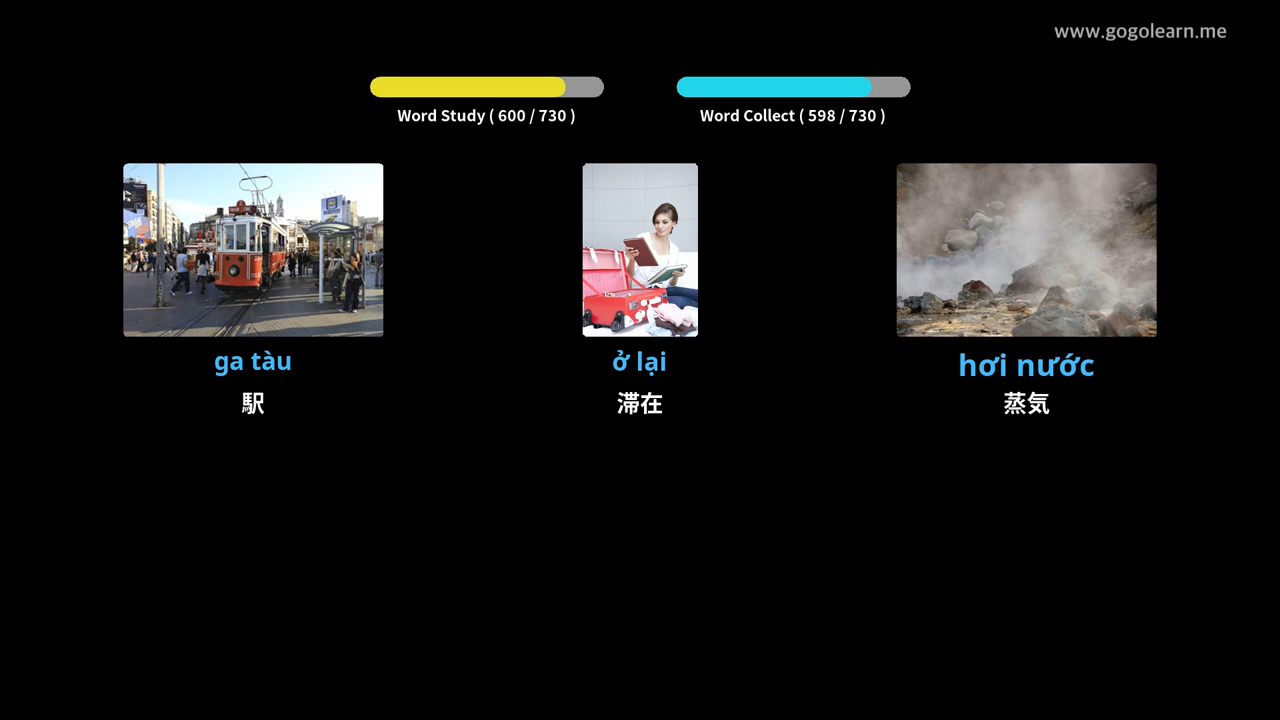 www.gogolearn.me
Word Study ( 600 / 730 )
Word Collect ( 598 / 730 )
ga tàu
ở lại
hơi nước
駅
滞在
蒸気